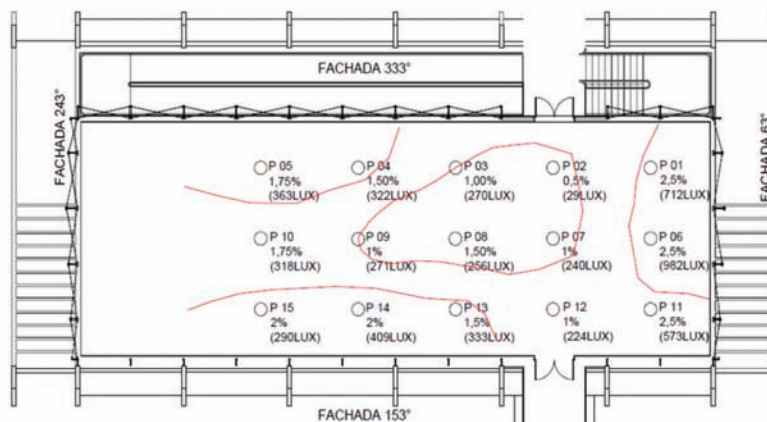 FACHADA 333°
FACHADA 243°
FACHADA 63°
P 05
1,75%
(363LUX)
P 04
1,50%
(322LUX)
P 03
1,00%
(270LUX)
P 02
0,5%
(29LUX)
P 01
2,5%
(712LUX)
P 10
1,75%
(318LUX)
P 09
1%
(271LUX)
P 08
1,50%
(256LUX)
P 07
1%
(240LUX)
P 06
2,5%
(982LUX)
P 15
2%
(290LUX)
P 14
2%
(409LUX)
P 13
1,5%
(333LUX)
P 12
1%
(224LUX)
P 11
2,5%
(573LUX)
FACHADA 153°